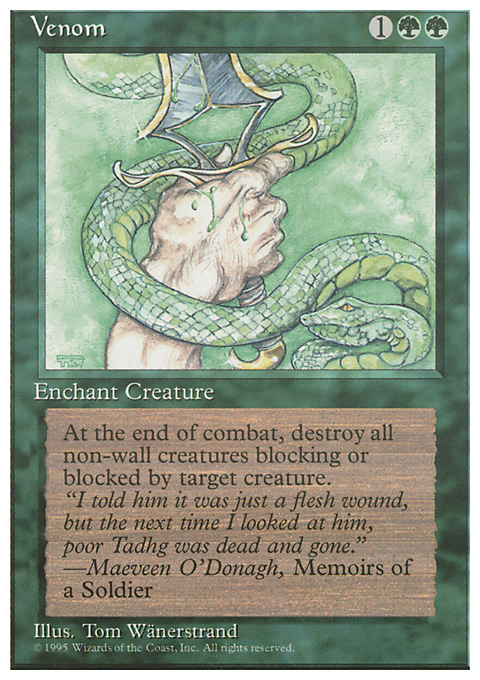 Venom 1
Enchant Creature
At the end of combat, destroy all
non-wall creatures blocking or
blocked by target creature.
“I told him it was just a flesh wound,
but the next time I looked at him,
poor Tadhg was dead and gone.”
—Maeveen O’Donagh, Memoirs of
a Soldier
Illus. Tom Wänerstrand
© 1995 Wizards of the Coast, Inc. All rights reserved.